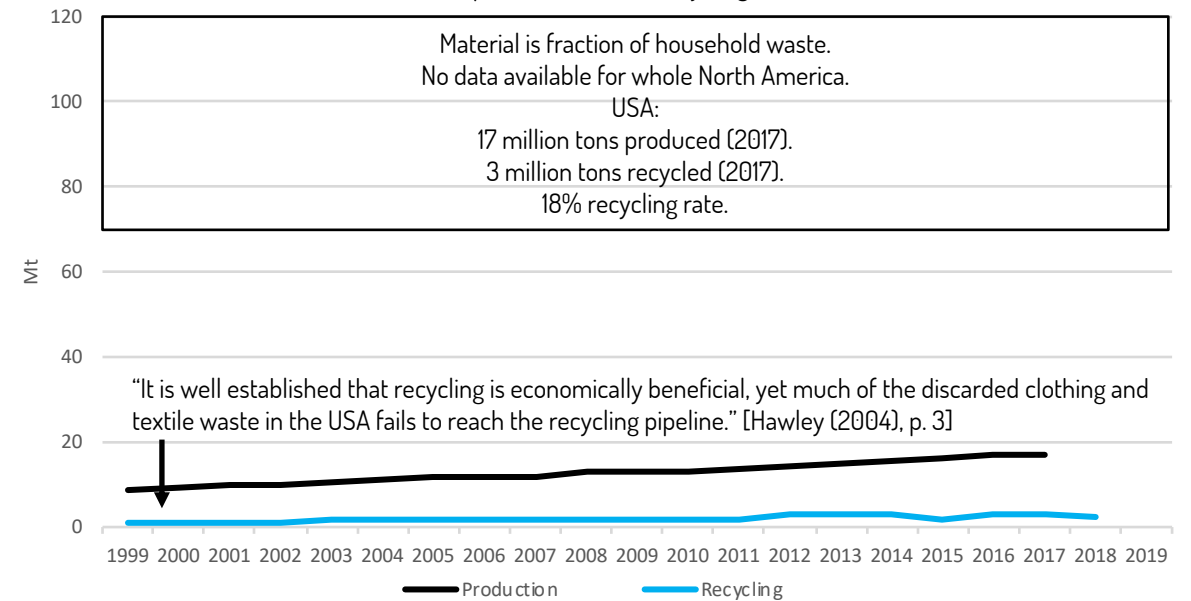 120
Material is fraction of household waste.
No data available for whole North America.
100
USA:
17 million tons produced (2017).
3 million tons recycled (2017).
80
18% recycling rate.
Mt
60
40
“It is well established that recycling is economically beneficial, yet much of the discarded clothing and
textile waste in the USA fails to reach the recycling pipeline.” [Hawley (2004), p. 3]
20
0
1999 2000 2001 2002 2003 2004 2005 2006 2007 2008 2009 2010 2011 2012 2013 2014 2015 2016 2017 2018 2019
Production Recycling